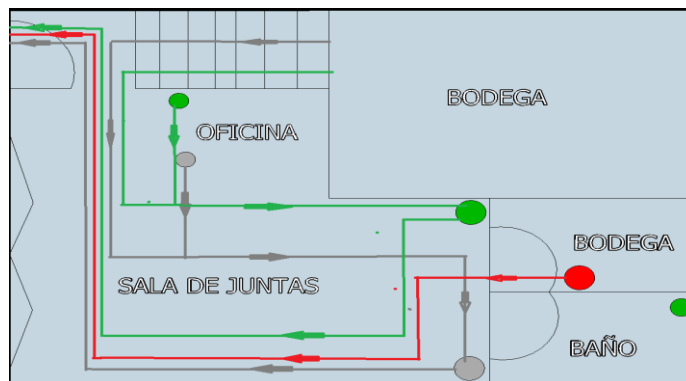 BODEGA
OFICINA
BODEGA
SALA DE JUNTAS
BAÑO